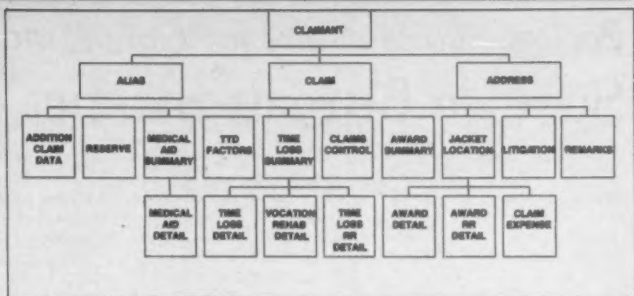 CLAIMANT
ALIAS
CLAIM
ADDRESS
ADDITION
CLAIM
DATA
RESERVE
MEDICAL
AID
SUMMARY
TTD
FACTORS
TIME
LOSS
SUMMARY
CLAIMS
CONTROL
AWARD
SUMMARY
JACKET
LOCATION
LITIGATION
REMARKS
MEDICAL
AID
DETAIL
TIME
LOSS
DETAIL
VOCATION
REHAB
DETAIL
TIME
LOSS
RR
DETAIL
AWARD
DETAIL
AWARD
RR
DETAIL
CLAIM
EXPENSE